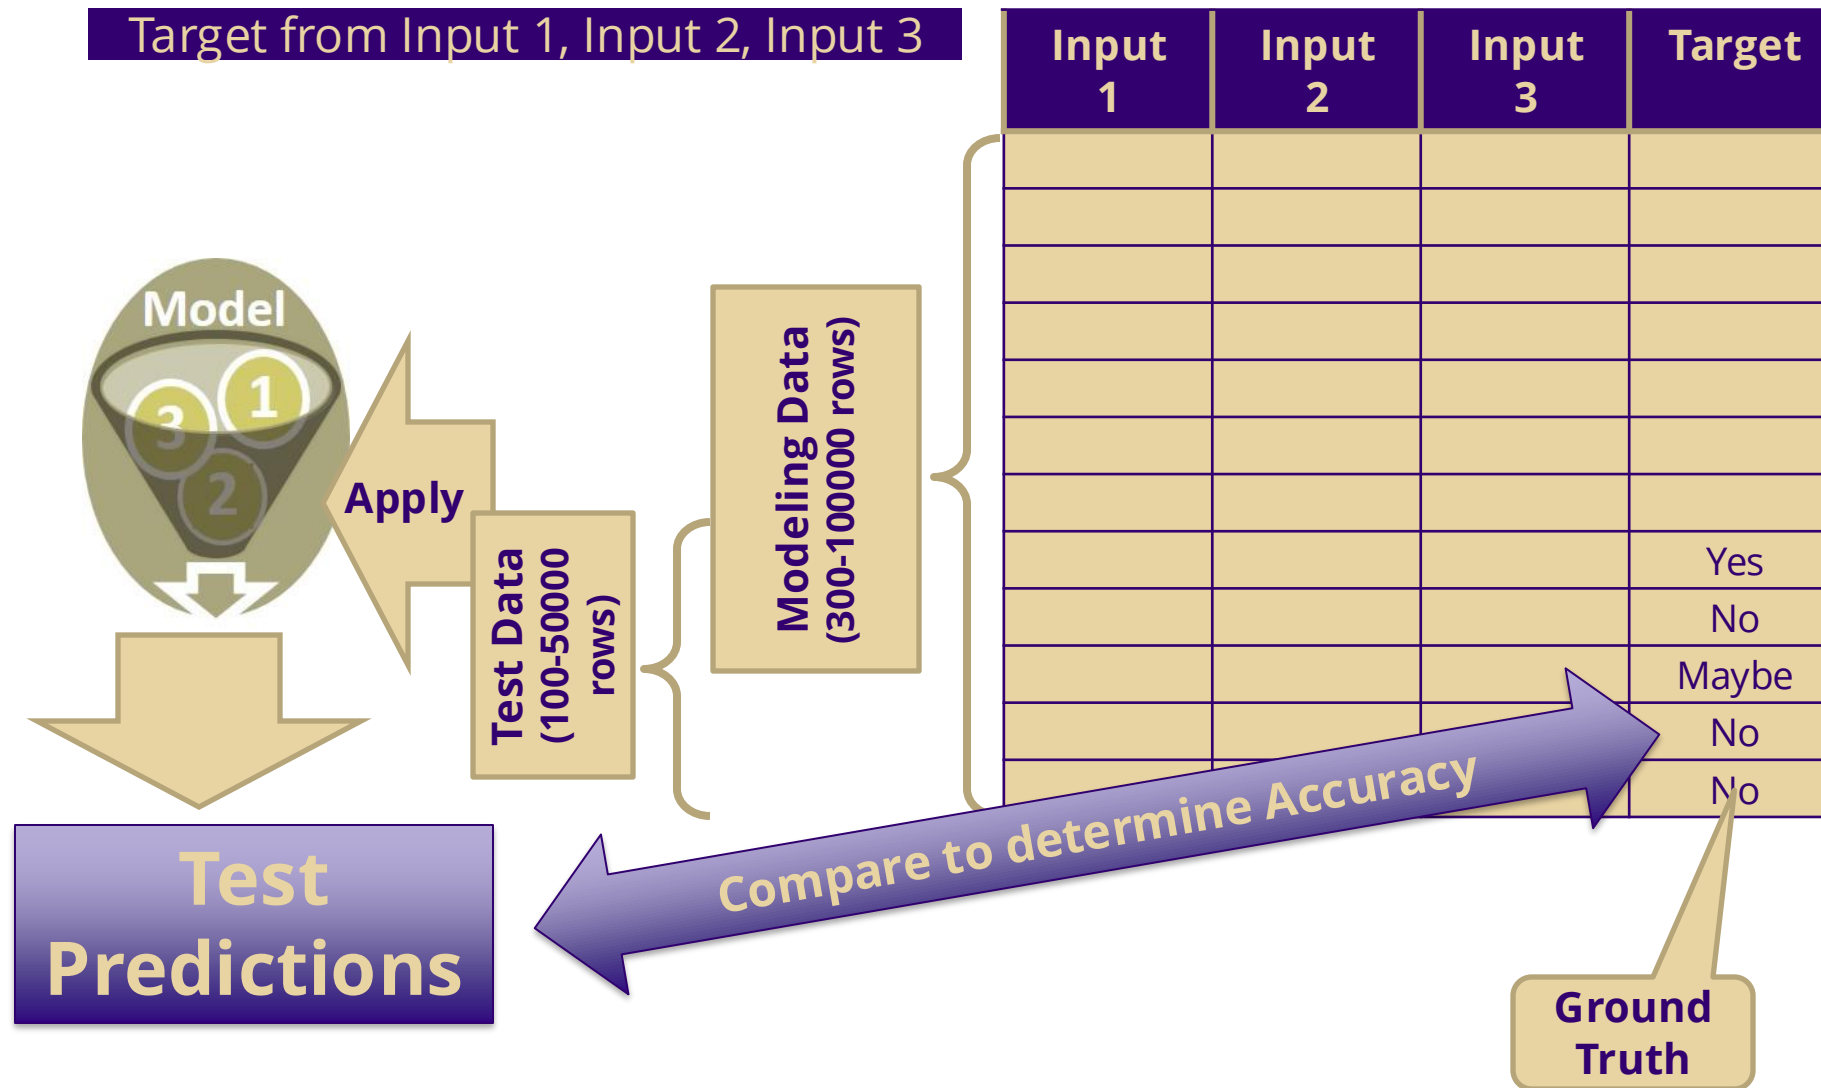 Target from Input 1, Input 2, Input 3
Input
1
Input
2
Input
3
Target
Model
1
3
2
Apply
Test Data
(100-50000
rows)
Modeling Data
(300-100000 rows)
Yes
No
Maybe
No
No
Compare to determine Accuracy
Test
Predictions
Ground
Truth